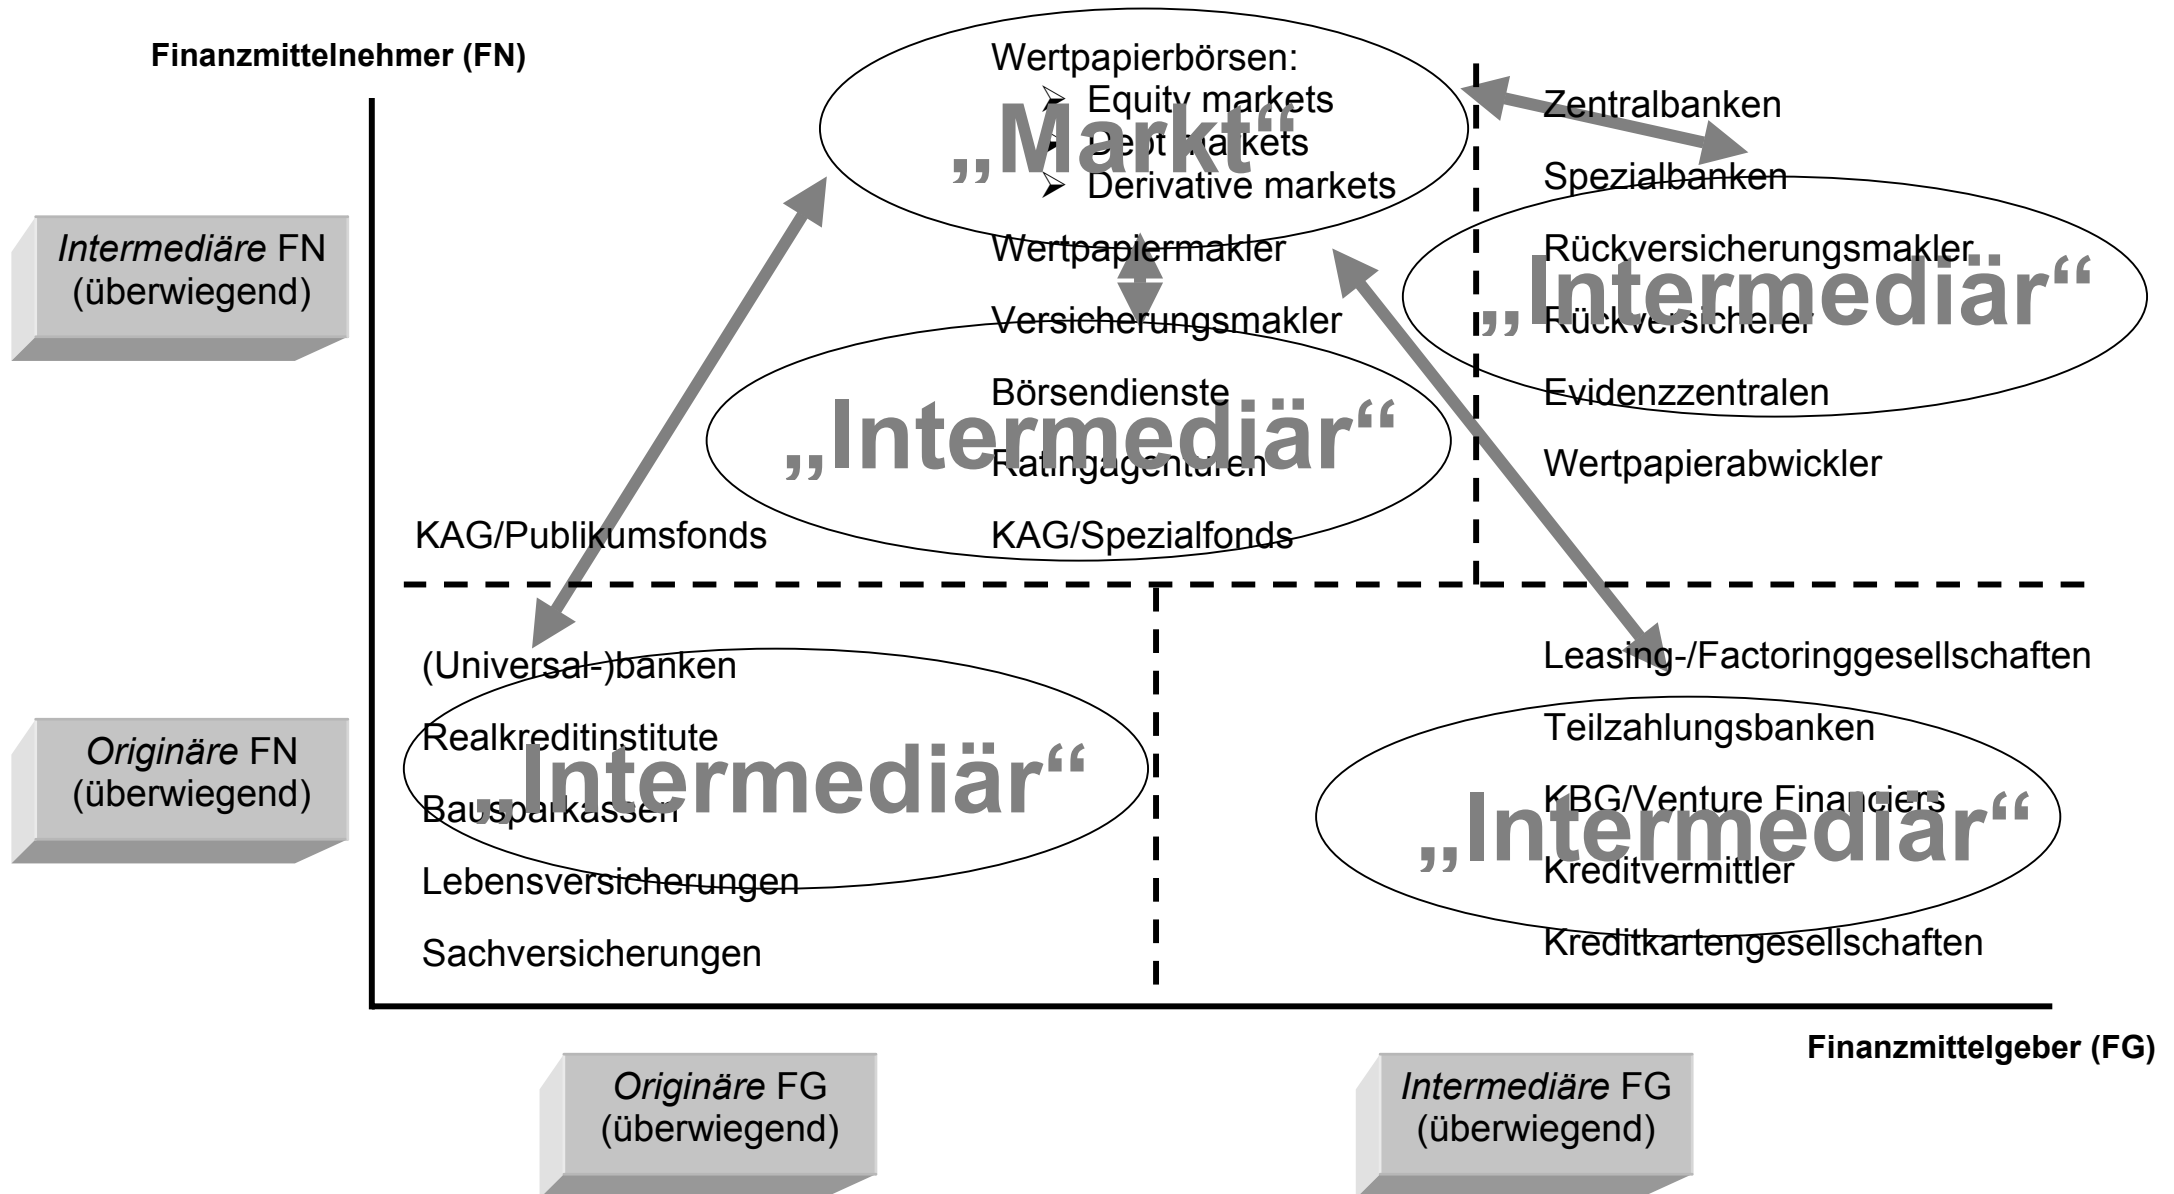 Finanzmittelnehmer (FN)
Wertpapierbörsen:
Equity markets
Dept markets
Derivative markets
„Markt“
Wertpapiermakler
Versicherungsmakler
Börsendienste
Ratingagenturen
KAG/Spezialfonds
„Intermediär“
KAG/Publikumsfonds
Zentralbanken
Spezialbanken
Rückversicherungsmakler
Rückversicherer
Evidenzzentralen
Wertpapierabwickler
„Intermediär“
Intermediäre FN
(überwiegend)
Originäre FN
(überwiegend)
(Universal-)banken
Realkreditinstitute
Bausparkassen
Lebensversicherungen
Sachversicherungen
„Intermediär“
Leasing-/Factoringgesellschaften
Teilzahlungsbanken
KBG/Venture Financiers
Kreditvermittler
Kreditkartengesellschaften
„Intermediär“
Finanzmittelgeber (FG)
Originäre FG
(überwiegend)
Intermediäre FG
(überwiegend)